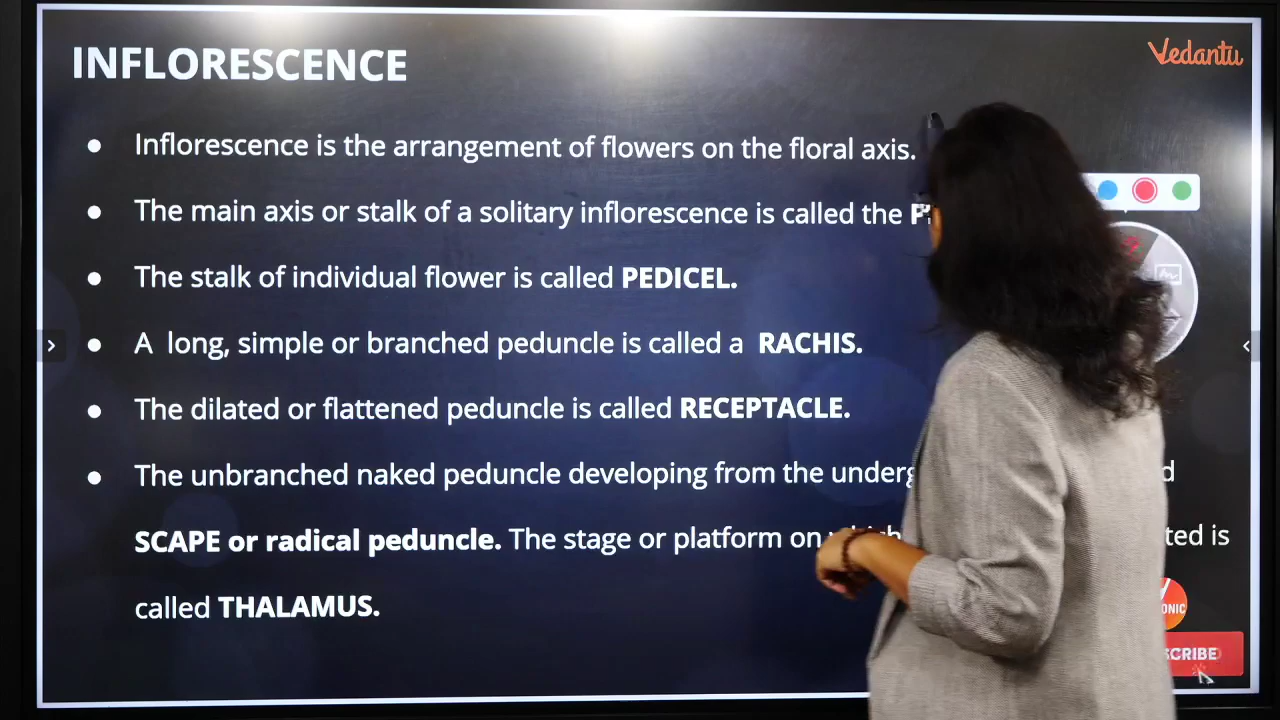 INFLORESCENCE
Vedantu
● Inflorescence is the arrangement of flowers on the floral axis.
● The main axis or stalk of a solitary inflorescence is called the
● The stalk of individual flower is called PEDICEL.
● A long, simple or branched peduncle is called a RACHIS.
● The dilated or flattened peduncle is called RECEPTACLE.
● The unbranched naked peduncle developing from the
SCAPE or radical peduncle. The stage or platform on is
called THALAMUS.